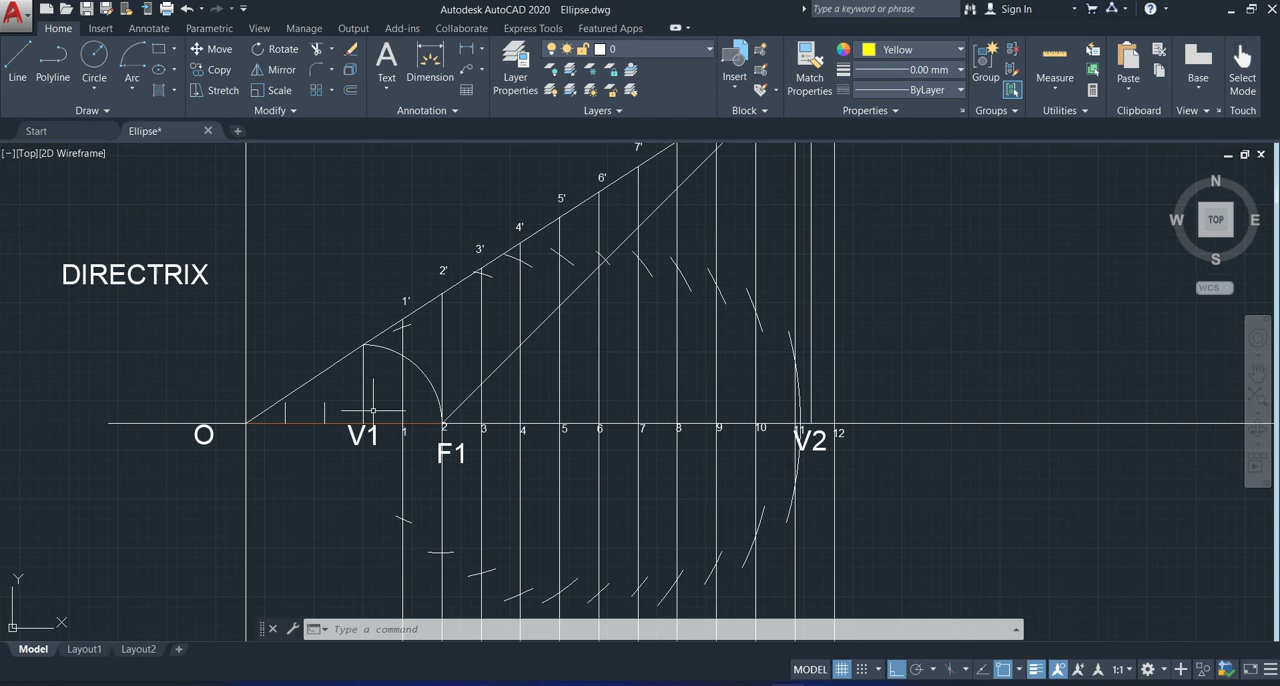 Autodesk AutoCAD 2020 Ellipse.dwg
Type a keyword or phrase
Sign In
Home Insert Annotate Parametric View Manage Output Add-ins Collaborate Express Tools Featured Apps
Line Polyline Circle Arc
Move Rotate
Copy Mirror
Stretch Scale
Text Dimension
Layer Properties
0
Insert
Match Properties
Yellow
0.00 mm
ByLayer
Group
Measure
Paste
Base
Select Mode
Draw Modify Annotation Layers Block Properties Groups Utilities Clipboard View Touch
Start Ellipse*
[−][Top][2D Wireframe]
N
W TOP E
S
WCS
7'
6'
5'
4'
3'
2'
1'
DIRECTRIX
O V1 1 2 3 4 5 6 7 8 9 10 11 V2 12
F1
Y
X
Type a command
Model Layout1 Layout2
MODEL 1:1